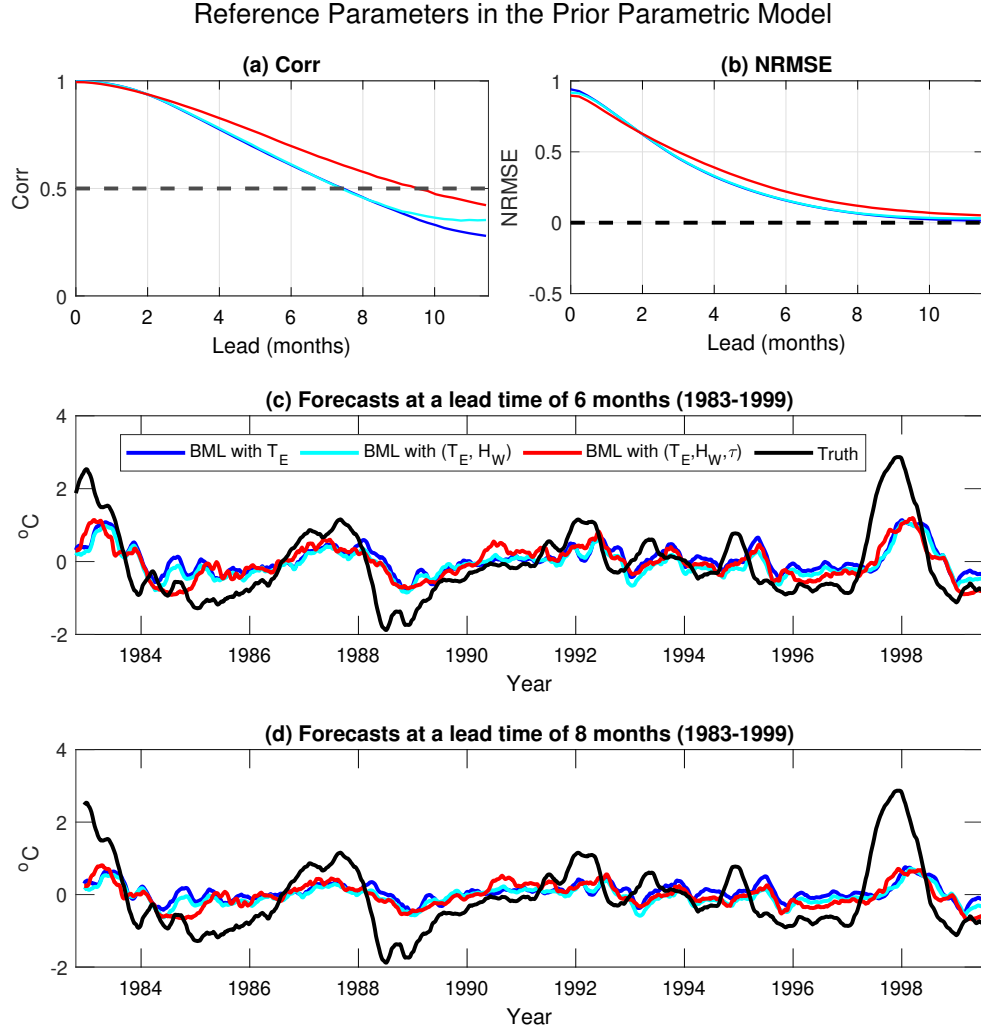 Reference Parameters in the Prior Parametric Model
(a) Corr
(b) NRMSE
1
0.5
0
Corr
0 2 4 6 8 10
Lead (months)
1
0.5
0
-0.5
NRMSE
0 2 4 6 8 10
Lead (months)
(c) Forecasts at a lead time of 6 months (1983-1999)
BML with T_E BML with (T_E, H_W) BML with (T_E,H_W,τ) Truth
4
2
0
-2
°C
1984 1986 1988 1990 1992 1994 1996 1998
Year
(d) Forecasts at a lead time of 8 months (1983-1999)
4
2
0
-2
°C
1984 1986 1988 1990 1992 1994 1996 1998
Year